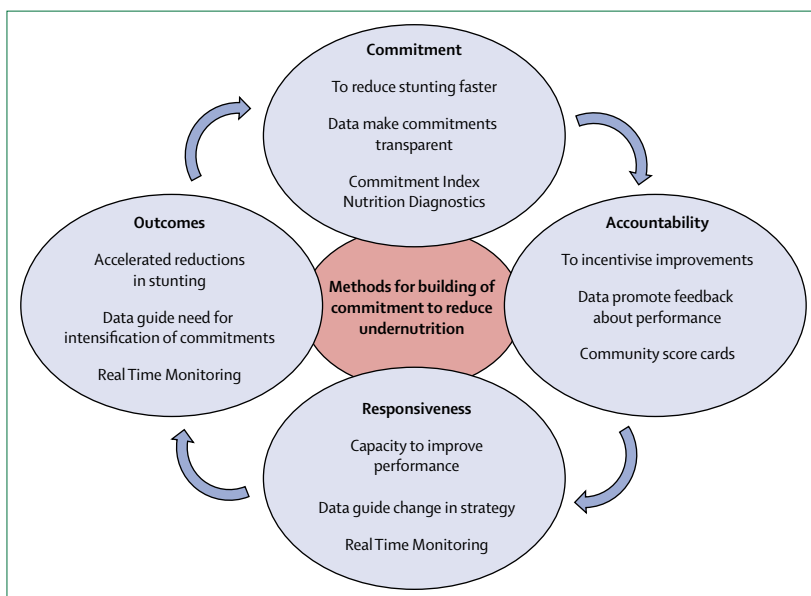 Commitment
To reduce stunting faster
Data make commitments
transparent
Commitment Index
Nutrition Diagnostics
Accountability
To incentivise improvements
Data promote feedback
about performance
Community score cards
Responsiveness
Capacity to improve
performance
Data guide change in strategy
Real Time Monitoring
Outcomes
Accelerated reductions
in stunting
Data guide need for
intensification of commitments
Real Time Monitoring
Methods for building of
commitment to reduce
undernutrition